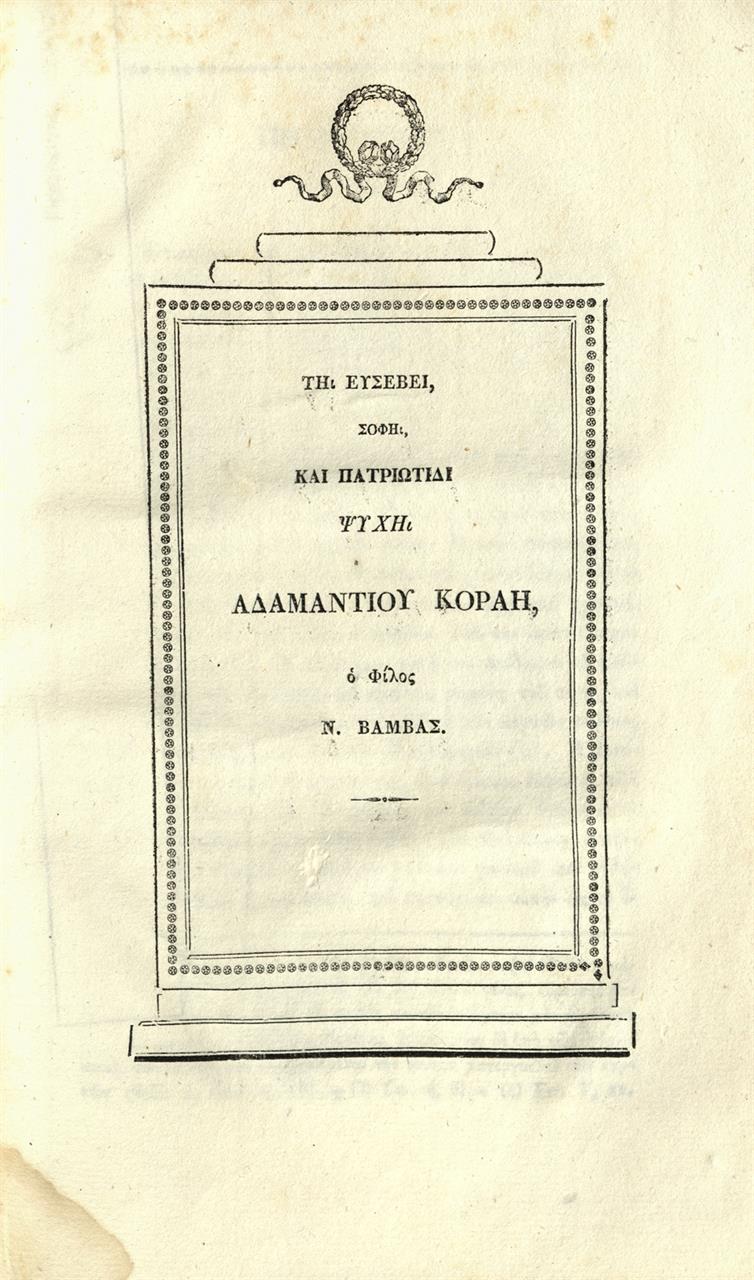 ΤΗι ΕΥΣΕΒΕΙ,
ΣΟΦΗι,
ΚΑΙ ΠΑΤΡΙΩΤΙΔΙ
ΨΥΧΗι
ΑΔΑΜΑΝΤΙΟΥ ΚΟΡΑΗ,
ὁ Φίλος
Ν. ΒΑΜΒΑΣ.